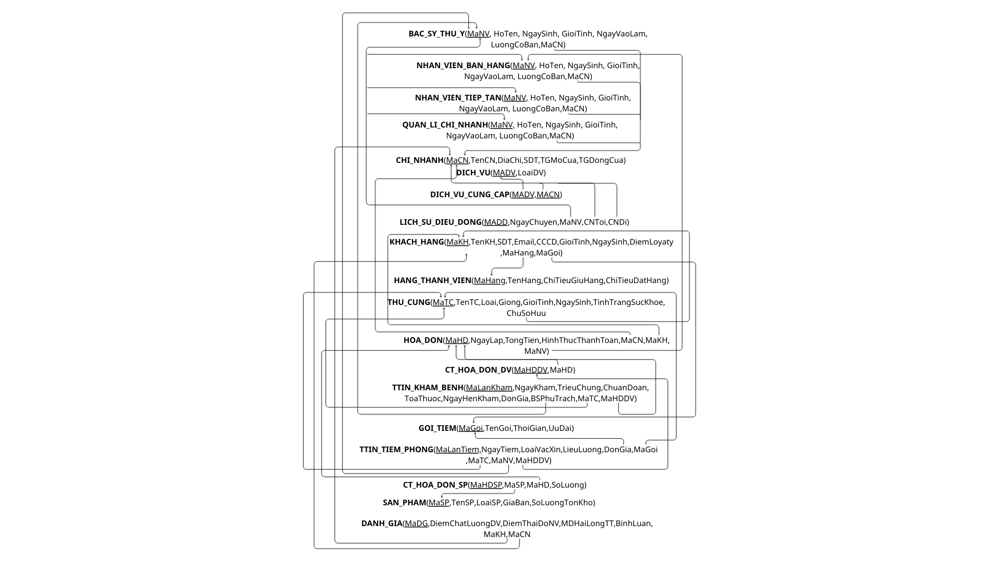 BAC_SY_THU_Y(MaNV, HoTen, NgaySinh, GioiTinh, NgayVaoLam,
LuongCoBan,MaCN)
NHAN_VIEN_BAN_HANG(MaNV, HoTen, NgaySinh, GioiTinh,
NgayVaoLam, LuongCoBan,MaCN)
NHAN_VIEN_TIEP_TAN(MaNV, HoTen, NgaySinh, GioiTinh,
NgayVaoLam, LuongCoBan,MaCN)
QUAN_LI_CHI_NHANH(MaNV, HoTen, NgaySinh, GioiTinh,
NgayVaoLam, LuongCoBan,MaCN)
CHI_NHANH(MaCN,TenCN,DiaChi,SDT,TGMoCua,TGDongCua)
DICH_VU(MADV,LoaiDV)
DICH_VU_CUNG_CAP(MADV,MACN)
LICH_SU_DIEU_DONG(MADD,NgayChuyen,MaNV,CNToi,CNDi)
KHACH_HANG(MaKH,TenKH,SDT,Email,CCCD,GioiTinh,NgaySinh,DiemLoyaty
,MaHang,MaGoi)
HANG_THANH_VIEN(MaHang,TenHang,ChiTieuGiuHang,ChiTieuDatHang)
THU_CUNG(MaTC,TenTC,Loai,Giong,GioiTinh,NgaySinh,TinhTrangSucKhoe,
ChuSoHuu
HOA_DON(MaHD,NgayLap,TongTien,HinhThucThanhToan,MaCN,MaKH,
MaNV)
CT_HOA_DON_DV(MaHDDV,MaHD)
TTIN_KHAM_BENH(MaLanKham,NgayKham,TrieuChung,ChuanDoan,
ToaThuoc,NgayHenKham,DonGia,BSPhuTrach,MaTC,MaHDDV)
GOI_TIEM(MaGoi,TenGoi,ThoiGian,UuDai)
TTIN_TIEM_PHONG(MaLanTiem,NgayTiem,LoaiVacXin,LieuLuong,DonGia,MaGoi
,MaTC,MaNV,MaHDDV)
CT_HOA_DON_SP(MaHDSP,MaSP,MaHD,SoLuong)
SAN_PHAM(MaSP,TenSP,LoaiSP,GiaBan,SoLuongTonKho)
DANH_GIA(MaDG,DiemChatLuongDV,DiemThaiDoNV,MDHaiLongTT,BinhLuan,
MaKH,MaCN